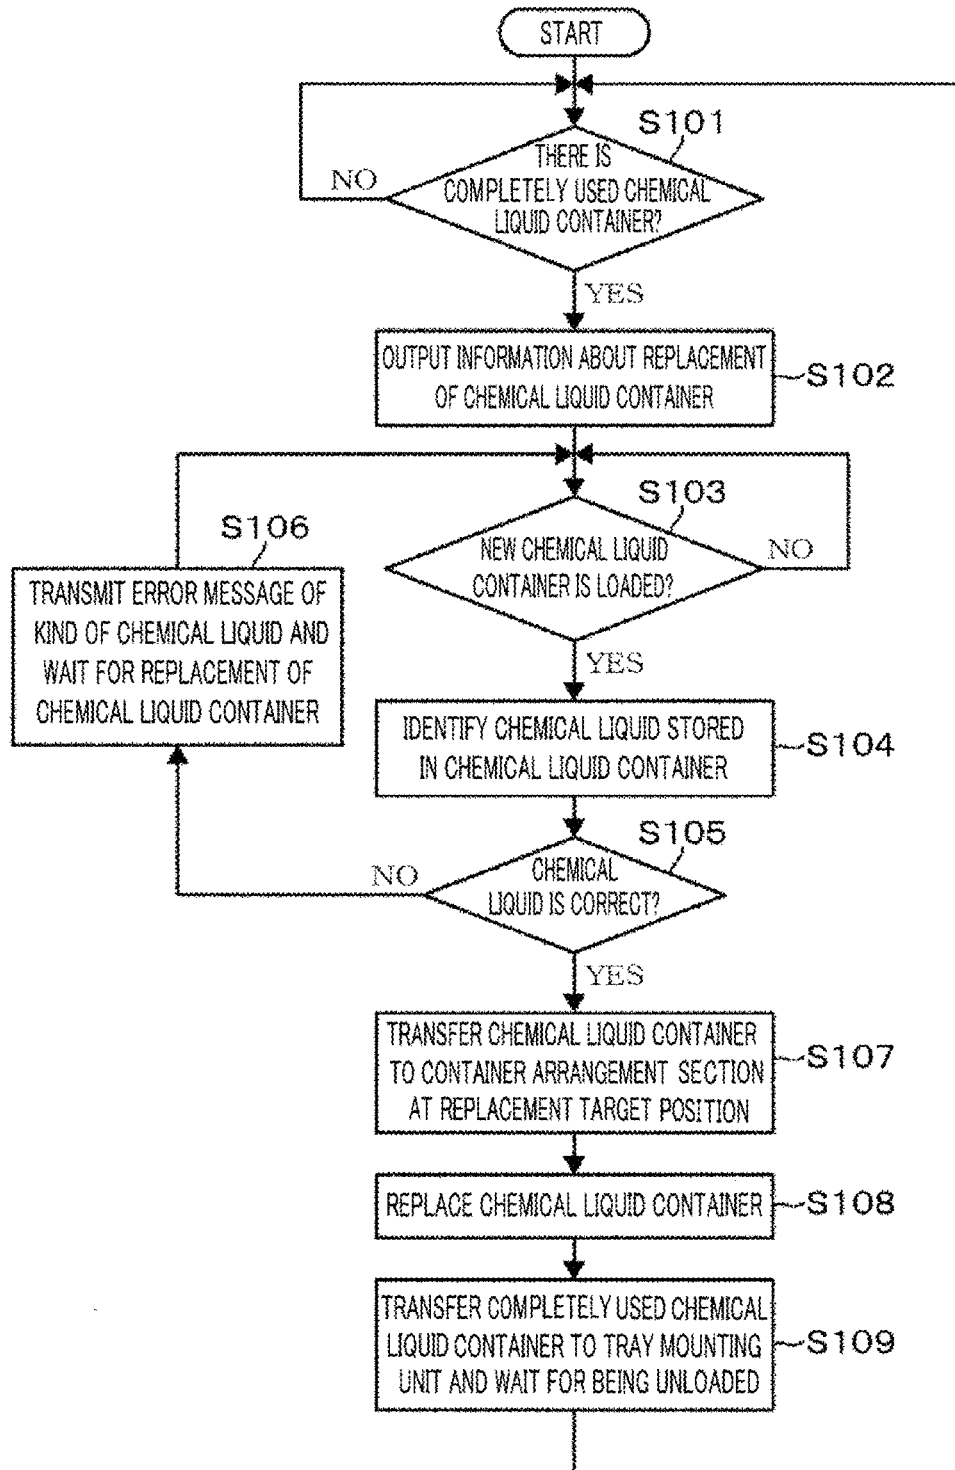 START
S101
THERE IS
COMPLETELY USED CHEMICAL
LIQUID CONTAINER?
NO
YES
OUTPUT INFORMATION ABOUT REPLACEMENT
OF CHEMICAL LIQUID CONTAINER
S102
S103
NEW CHEMICAL LIQUID
CONTAINER IS LOADED?
NO
YES
S106
TRANSMIT ERROR MESSAGE OF
KIND OF CHEMICAL LIQUID AND
WAIT FOR REPLACEMENT OF
CHEMICAL LIQUID CONTAINER
IDENTIFY CHEMICAL LIQUID STORED
IN CHEMICAL LIQUID CONTAINER
S104
S105
CHEMICAL
LIQUID IS CORRECT?
NO
YES
TRANSFER CHEMICAL LIQUID CONTAINER
TO CONTAINER ARRANGEMENT SECTION
AT REPLACEMENT TARGET POSITION
S107
REPLACE CHEMICAL LIQUID CONTAINER
S108
TRANSFER COMPLETELY USED CHEMICAL
LIQUID CONTAINER TO TRAY MOUNTING
UNIT AND WAIT FOR BEING UNLOADED
S109